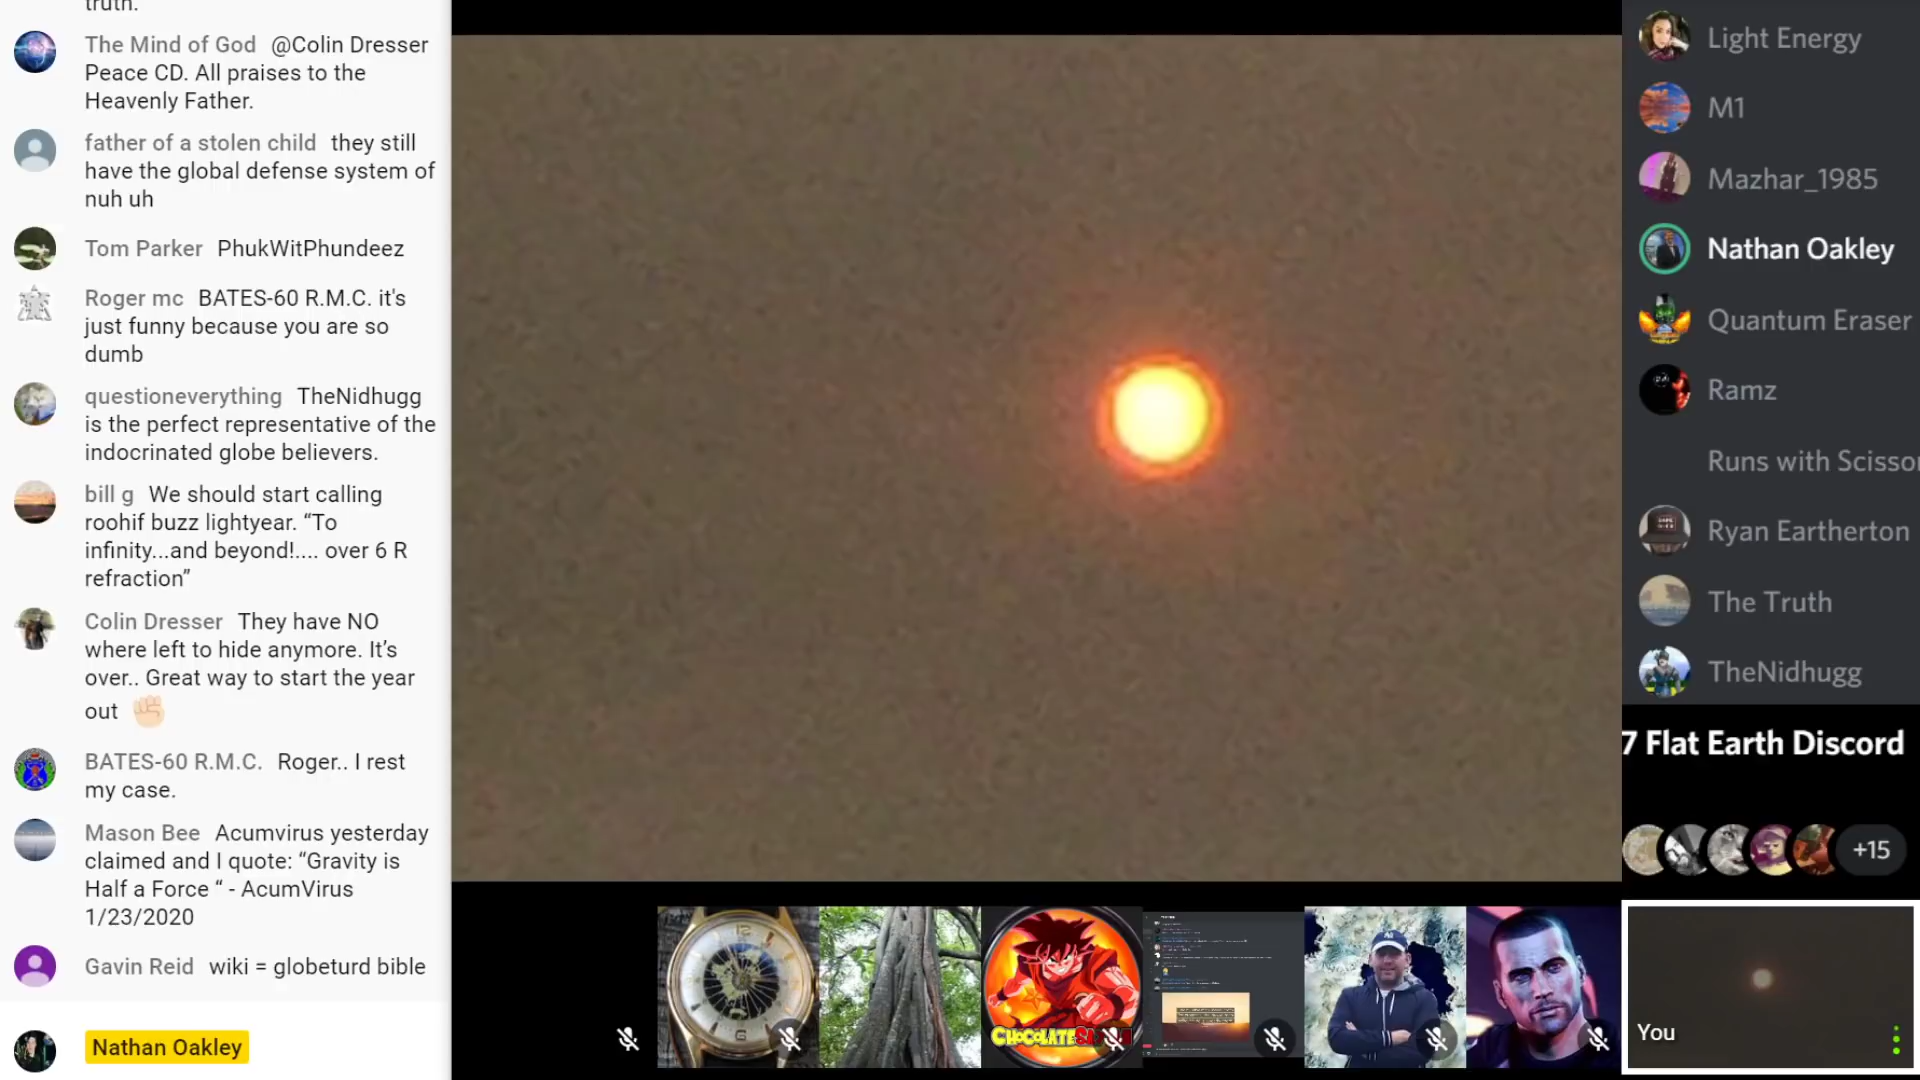 truth.
The Mind of God @Colin Dresser
Peace CD. All praises to the
Heavenly Father.
father of a stolen child they still
have the global defense system of
nuh uh
Tom Parker PhukWitPhundeez
Roger mc BATES-60 R.M.C. it's
just funny because you are so
dumb
questioneverything TheNidhugg
is the perfect representative of the
indocrinated globe believers.
bill g We should start calling
roohif buzz lightyear. “To
infinity...and beyond!.... over 6 R
refraction”
Colin Dresser They have NO
where left to hide anymore. It’s
over.. Great way to start the year
out
BATES-60 R.M.C. Roger.. I rest
my case.
Mason Bee Acumvirus yesterday
claimed and I quote: “Gravity is
Half a Force “ - AcumVirus
1/23/2020
Gavin Reid wiki = globeturd bible
Nathan Oakley
Light Energy
M1
Mazhar_1985
Nathan Oakley
Quantum Eraser
Ramz
Runs with Scissor
Ryan Eartherton
The Truth
TheNidhugg
7 Flat Earth Discord
+15
You